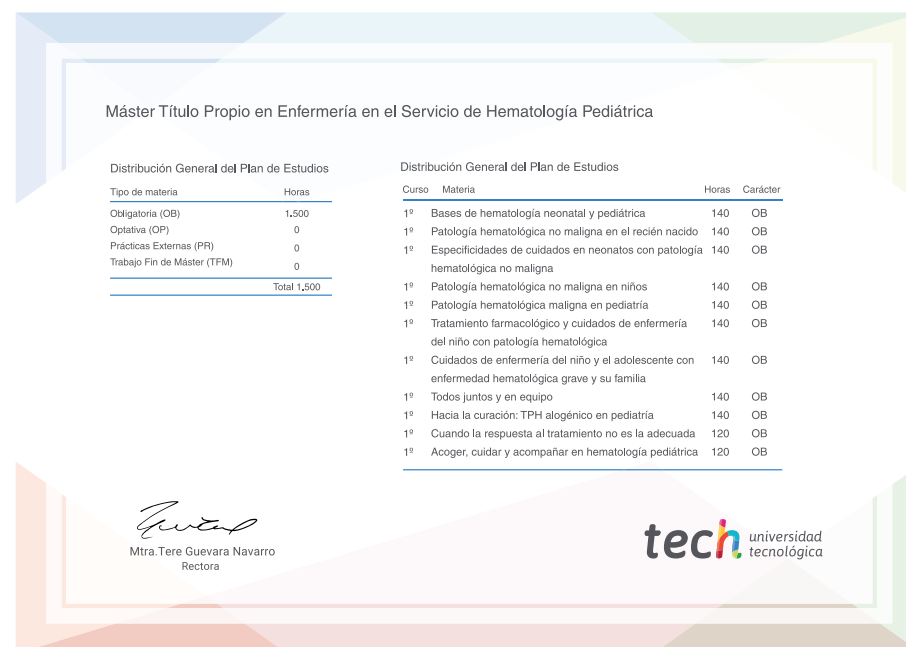 Máster Título Propio en Enfermería en el Servicio de Hematología Pediátrica
Distribución General del Plan de Estudios
Tipo de materia Horas
Obligatoria (OB) 1.500
Optativa (OP) 0
Prácticas Externas (PR) 0
Trabajo Fin de Máster (TFM) 0
Total 1.500
Distribución General del Plan de Estudios
Curso Materia Horas Carácter
1º Bases de hematología neonatal y pediátrica 140 OB
1º Patología hematológica no maligna en el recién nacido 140 OB
1º Especificidades de cuidados en neonatos con patología 140 OB
hematológica no maligna
1º Patología hematológica no maligna en niños 140 OB
1º Patología hematológica maligna en pediatría 140 OB
1º Tratamiento farmacológico y cuidados de enfermería 140 OB
del niño con patología hematológica
1º Cuidados de enfermería del niño y el adolescente con 140 OB
enfermedad hematológica grave y su familia
1º Todos juntos y en equipo 140 OB
1º Hacia la curación: TPH alogénico en pediatría 140 OB
1º Cuando la respuesta al tratamiento no es la adecuada 120 OB
1º Acoger, cuidar y acompañar en hematología pediátrica 120 OB
Mtra.Tere Guevara Navarro
Rectora
tech universidad
tecnológica